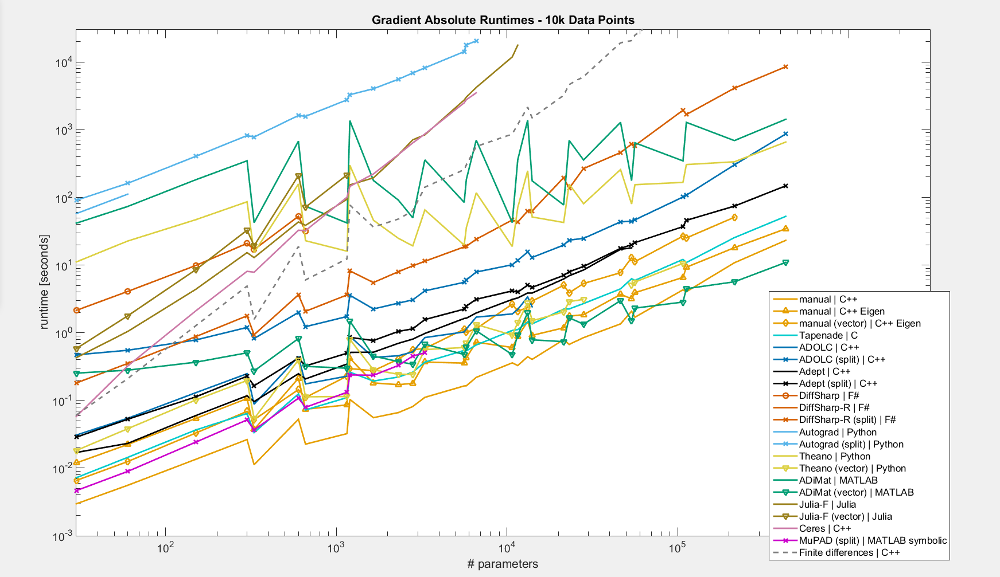 Gradient Absolute Runtimes - 10k Data Points
runtime [seconds]
10^4
10^3
10^2
10^1
10^0
10^-1
10^-2
10^-3
10^2
10^3
10^4
10^5
# parameters
manual | C++
manual | C++ Eigen
manual (vector) | C++ Eigen
Tapenade | C
ADOLC | C++
ADOLC (split) | C++
Adept | C++
Adept (split) | C++
DiffSharp | F#
DiffSharp-R | F#
DiffSharp-R (split) | F#
Autograd | Python
Autograd (split) | Python
Theano | Python
Theano (vector) | Python
ADiMat | MATLAB
ADiMat (vector) | MATLAB
Julia-F | Julia
Julia-F (vector) | Julia
Ceres | C++
MuPAD (split) | MATLAB symbolic
Finite differences | C++